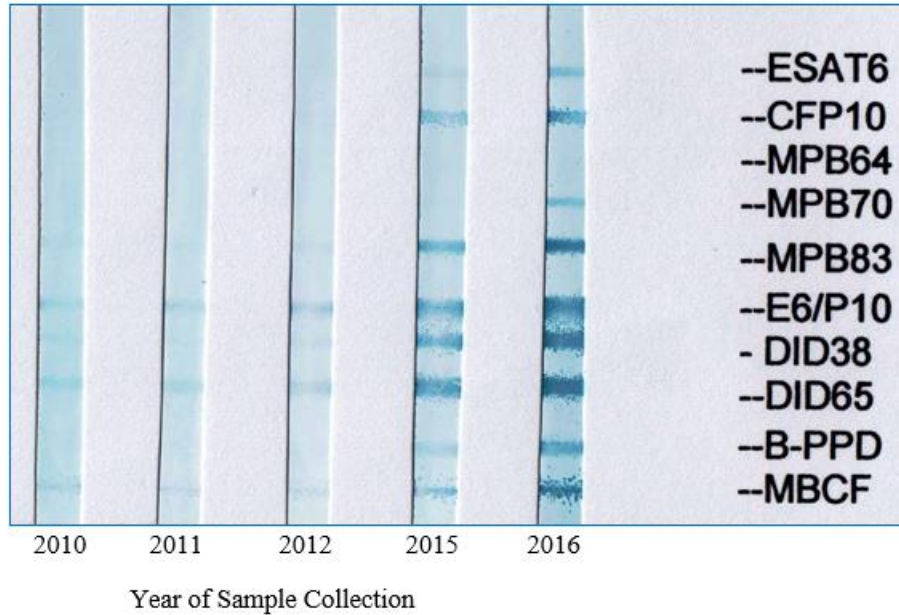 --ESAT6
--CFP10
--MPB64
--MPB70
--MPB83
--E6/P10
- DID38
--DID65
--B-PPD
--MBCF
2010 2011 2012 2015 2016
Year of Sample Collection